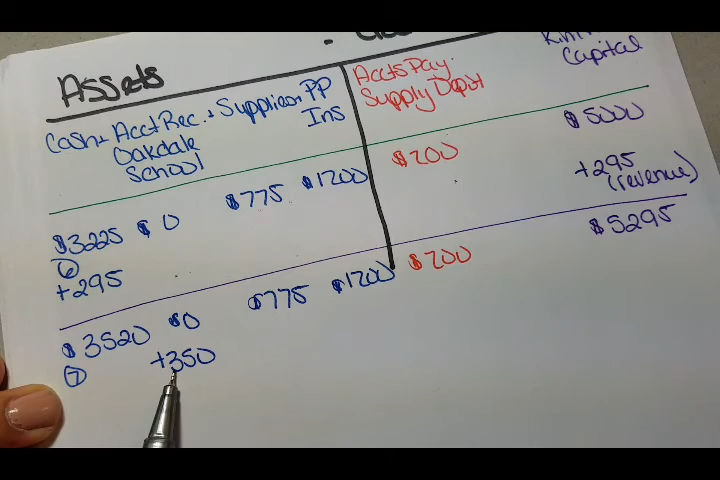 Assets
Accts Pay.
Supply Depot
Capital
Cash + Acct Rec. + Supplies + PP
Oakdale
School
Ins
$3225 $0 $775 $1200 $200 $5000
⑥
+295
+295
(revenue)
$3520 $0 $775 $1200 $200 $5295
⑦
+350